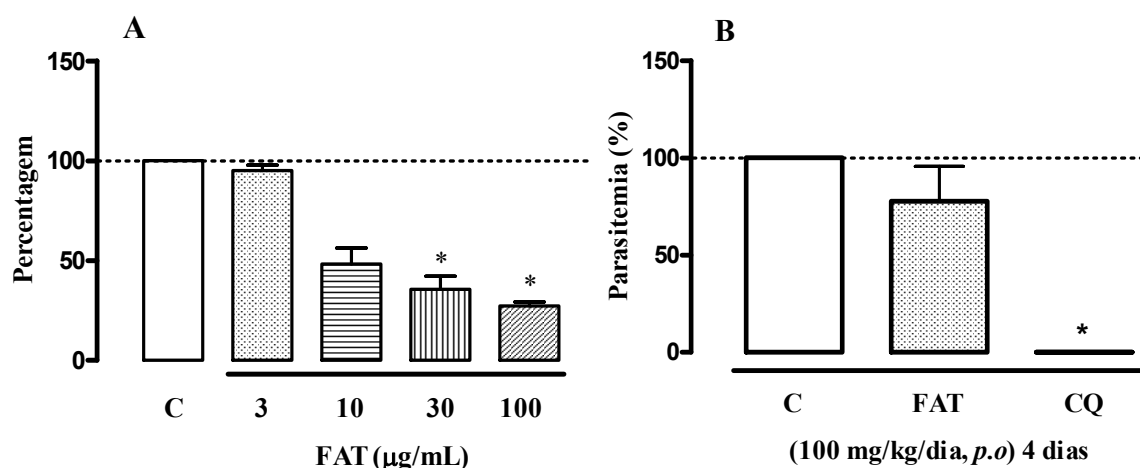 A
150
100
50
0
Percentagem
*
*
C 3 10 30 100
FAT (µg/mL)
B
150
100
50
0
Parasitemia (%)
*
C FAT CQ
(100 mg/kg/dia, p.o) 4 dias